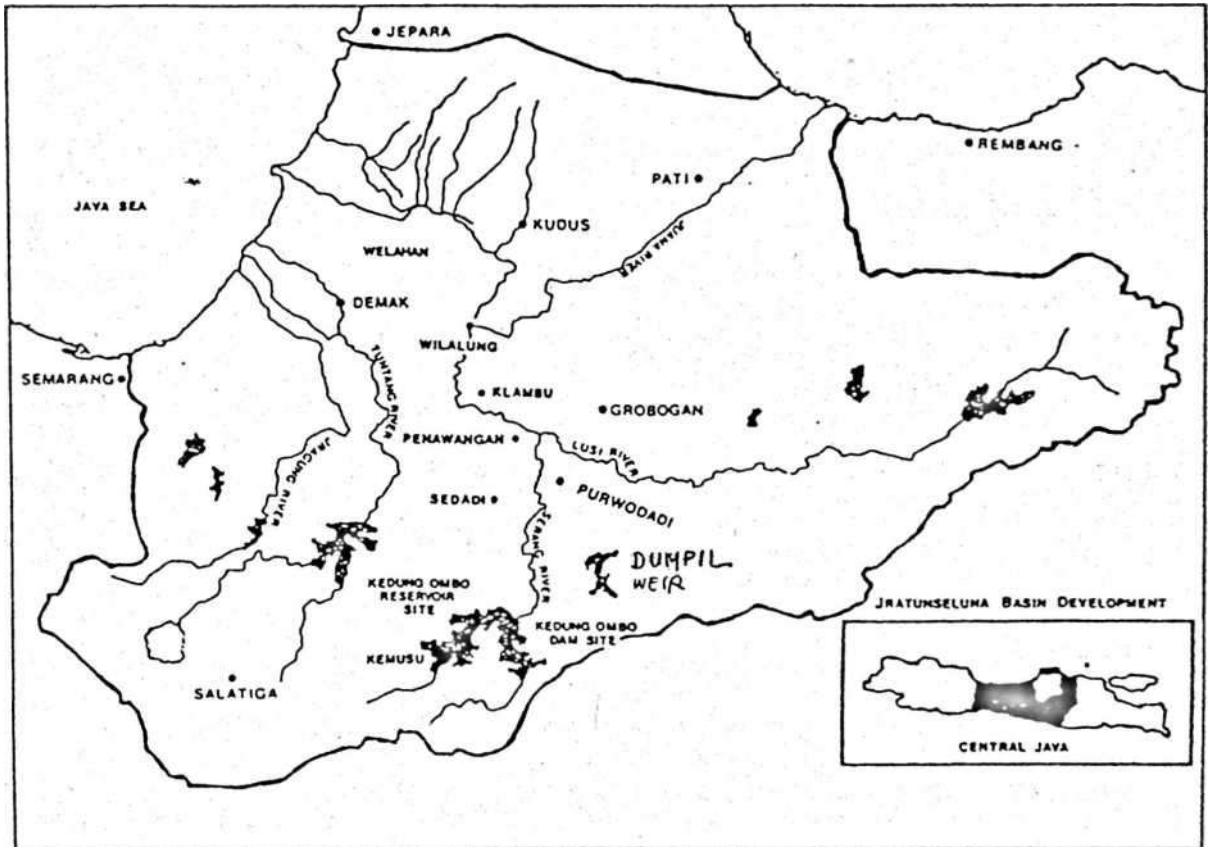 JEPARA
REMBANG
PATI
JAVA SEA
KUDUS
JUANA RIVER
WELAHAN
DEMAK
WILALUNG
TUNTANG RIVER
SEMARANG
KLAMBU
GROBOGAN
PENAWANGAN
LUSI RIVER
JRAGUNG RIVER
SEDADI
PURWODADI
SERANG RIVER
DUMPIL
WEIR
KEDUNG OMBO
RESERVOIR
SITE
KEDUNG OMBO
DAM SITE
KEMUSU
SALATIGA
JRATUNSELUNA BASIN DEVELOPMENT
CENTRAL JAVA